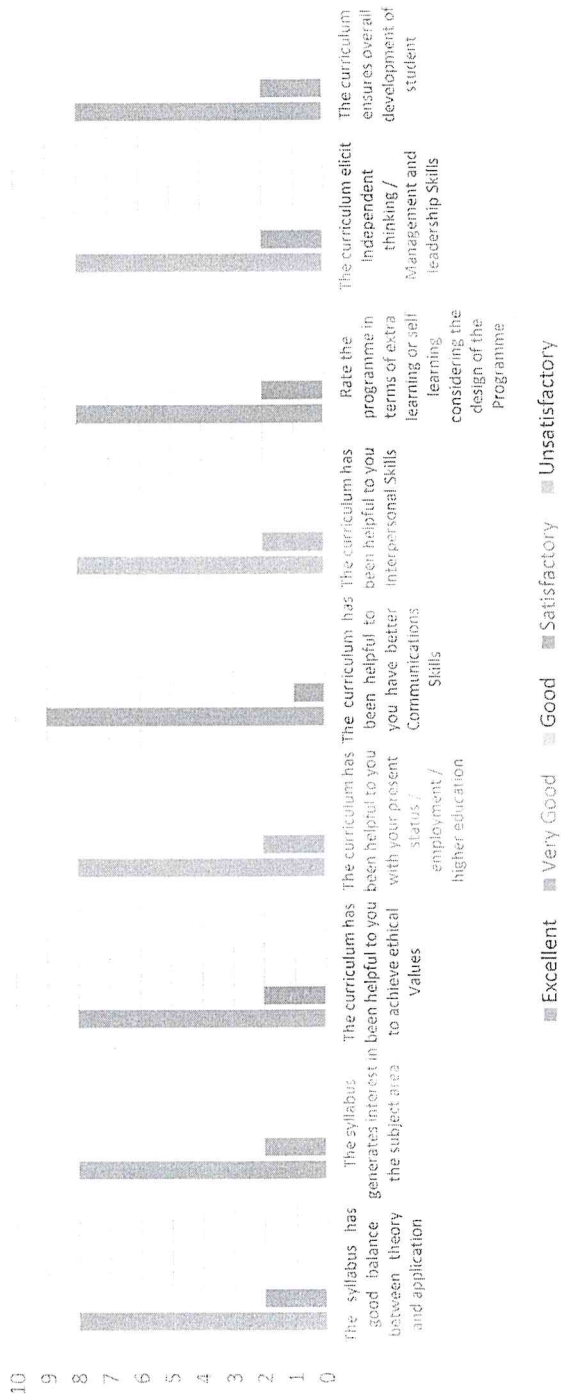 10
9
8
7
6
5
4
3
2
1
0
The syllabus has
good balance
between theory
and application
The syllabus
generates interest in
the subject area
The curriculum has
been helpful to you
to achieve ethical
Values
The curriculum has
been helpful to you
with your present
status /
employment /
higher education
The curriculum has
been helpful to
you have better
Communications
Skills
The curriculum has
been helpful to you
Interpersonal Skills
Rate the
programme in
terms of extra
learning or self
learning
considering the
design of the
Programme
The curriculum elicit
Independent
thinking /
Management and
leadership Skills
The curriculum
ensures overall
development of
student
Excellent
Very Good
Good
Satisfactory
Unsatisfactory